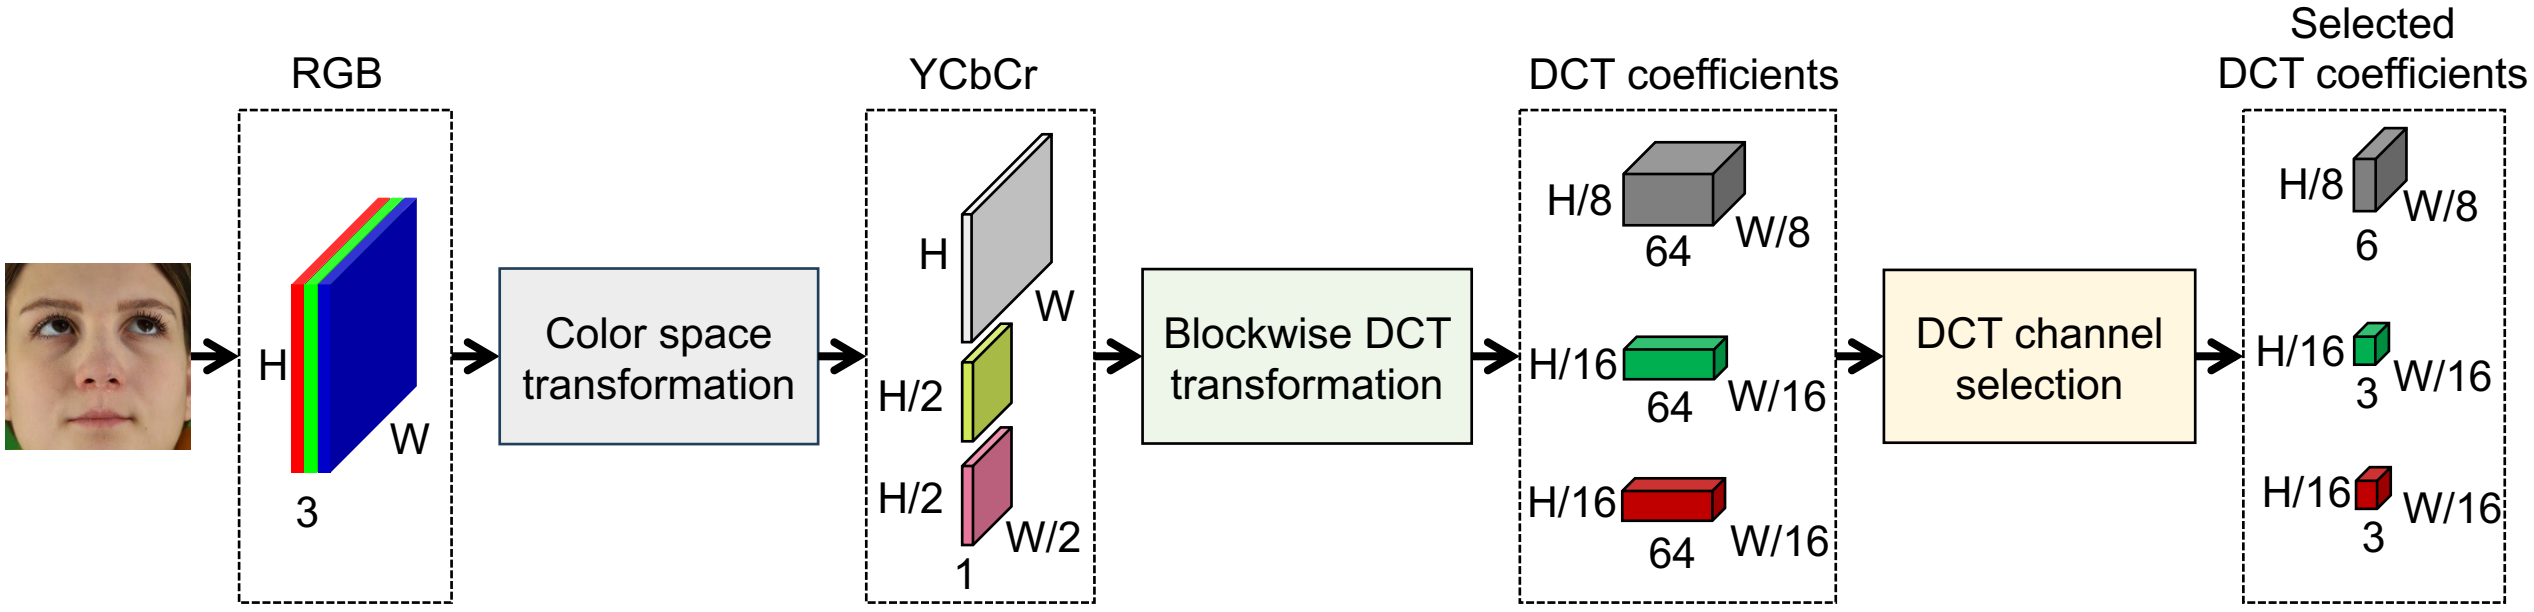 RGB
H
W
3
Color space
transformation
YCbCr
H
W
H/2
H/2
W/2
1
Blockwise DCT
transformation
DCT coefficients
H/8
W/8
64
H/16
W/16
64
H/16
W/16
64
DCT channel
selection
Selected
DCT coefficients
H/8
W/8
6
H/16
W/16
3
H/16
W/16
3